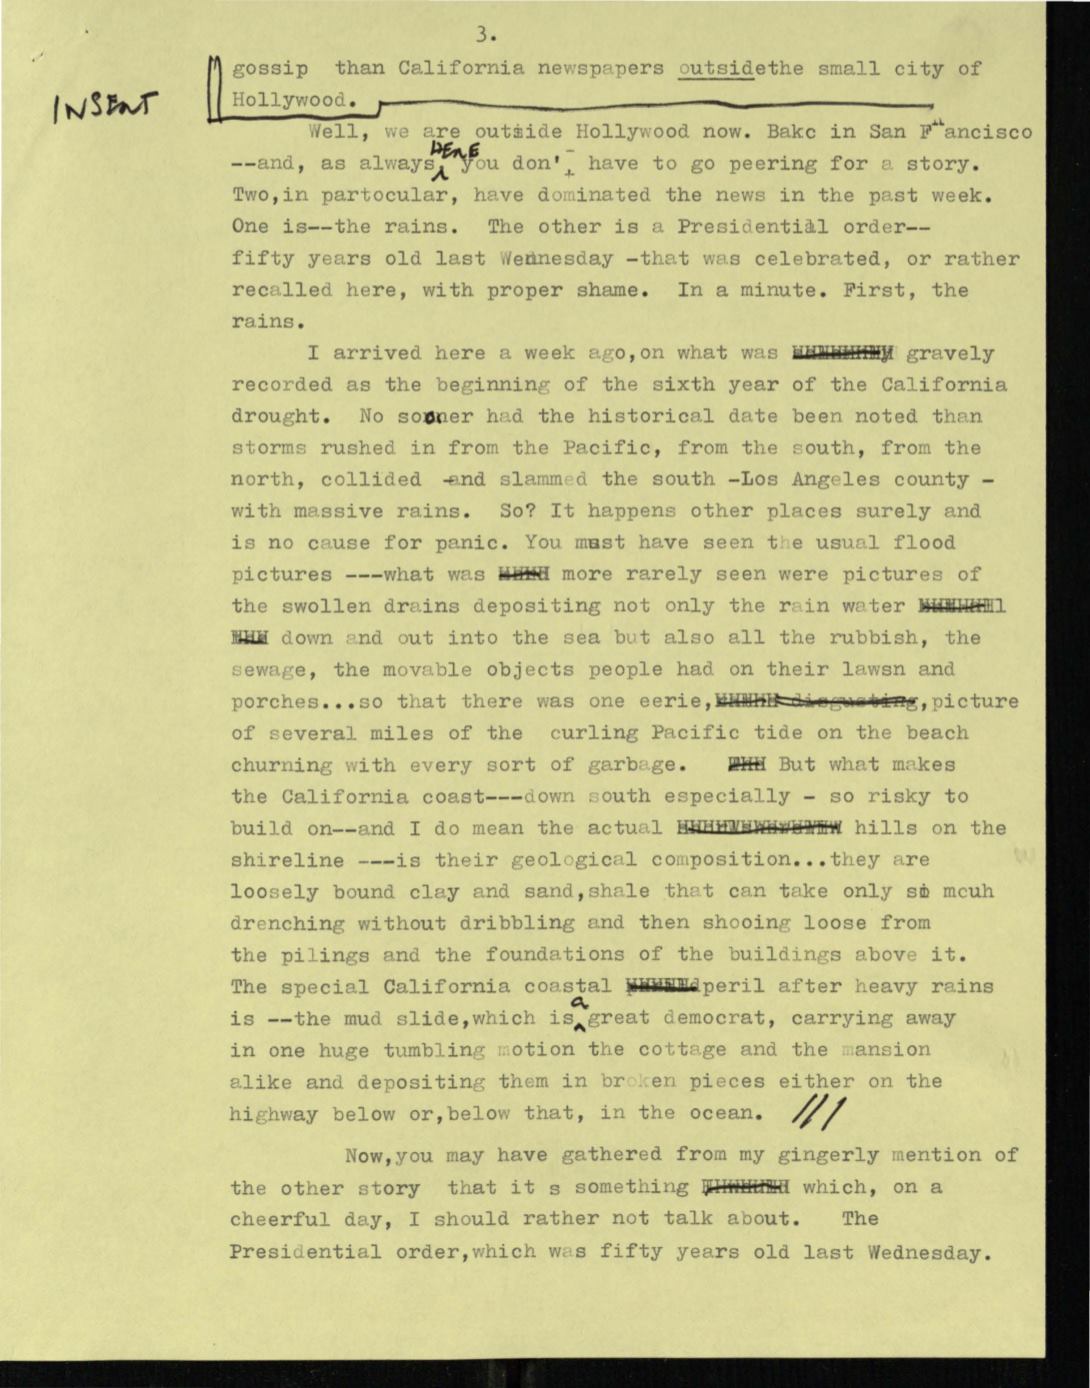 3.
gossip than California newspapers outsidethe small city of
INSERT
Hollywood.
Well, we are outside Hollywood now. Bakc in San Francisco
--and, as always HERE you don't have to go peering for a story.
Two,in partocular, have dominated the news in the past week.
One is--the rains. The other is a Presidential order--
fifty years old last Wednesday -that was celebrated, or rather
recalled here, with proper shame. In a minute. First, the
rains.
I arrived here a week ago,on what was gravely
recorded as the beginning of the sixth year of the California
drought. No sooner had the historical date been noted than
storms rushed in from the Pacific, from the south, from the
north, collided -and slammed the south -Los Angeles county -
with massive rains. So? It happens other places surely and
is no cause for panic. You must have seen the usual flood
pictures ---what was more rarely seen were pictures of
the swollen drains depositing not only the rain water
down and out into the sea but also all the rubbish, the
sewage, the movable objects people had on their lawsn and
porches...so that there was one eerie, disgusting,picture
of several miles of the curling Pacific tide on the beach
churning with every sort of garbage. But what makes
the California coast---down south especially - so risky to
build on--and I do mean the actual hills on the
shireline ---is their geological composition...they are
loosely bound clay and sand,shale that can take only so mcuh
drenching without dribbling and then shooing loose from
the pilings and the foundations of the buildings above it.
The special California coastal peril after heavy rains
is --the mud slide,which is a great democrat, carrying away
in one huge tumbling motion the cottage and the mansion
alike and depositing them in broken pieces either on the
highway below or,below that, in the ocean. ///
Now,you may have gathered from my gingerly mention of
the other story that it s something which, on a
cheerful day, I should rather not talk about. The
Presidential order,which was fifty years old last Wednesday.